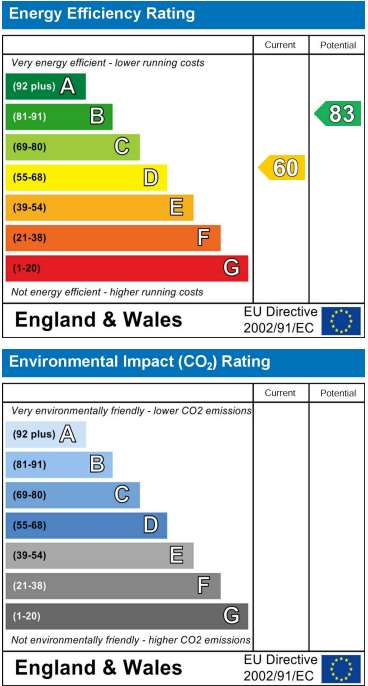 Energy Efficiency Rating
Current Potential
Very energy efficient - lower running costs
(92 plus) A
(81-91) B
(69-80) C
(55-68) D
(39-54) E
(21-38) F
(1-20) G
60
83
Not energy efficient - higher running costs
England & Wales
EU Directive
2002/91/EC
Environmental Impact (CO₂) Rating
Current Potential
Very environmentally friendly - lower CO2 emissions
(92 plus) A
(81-91) B
(69-80) C
(55-68) D
(39-54) E
(21-38) F
(1-20) G
Not environmentally friendly - higher CO2 emissions
England & Wales
EU Directive
2002/91/EC